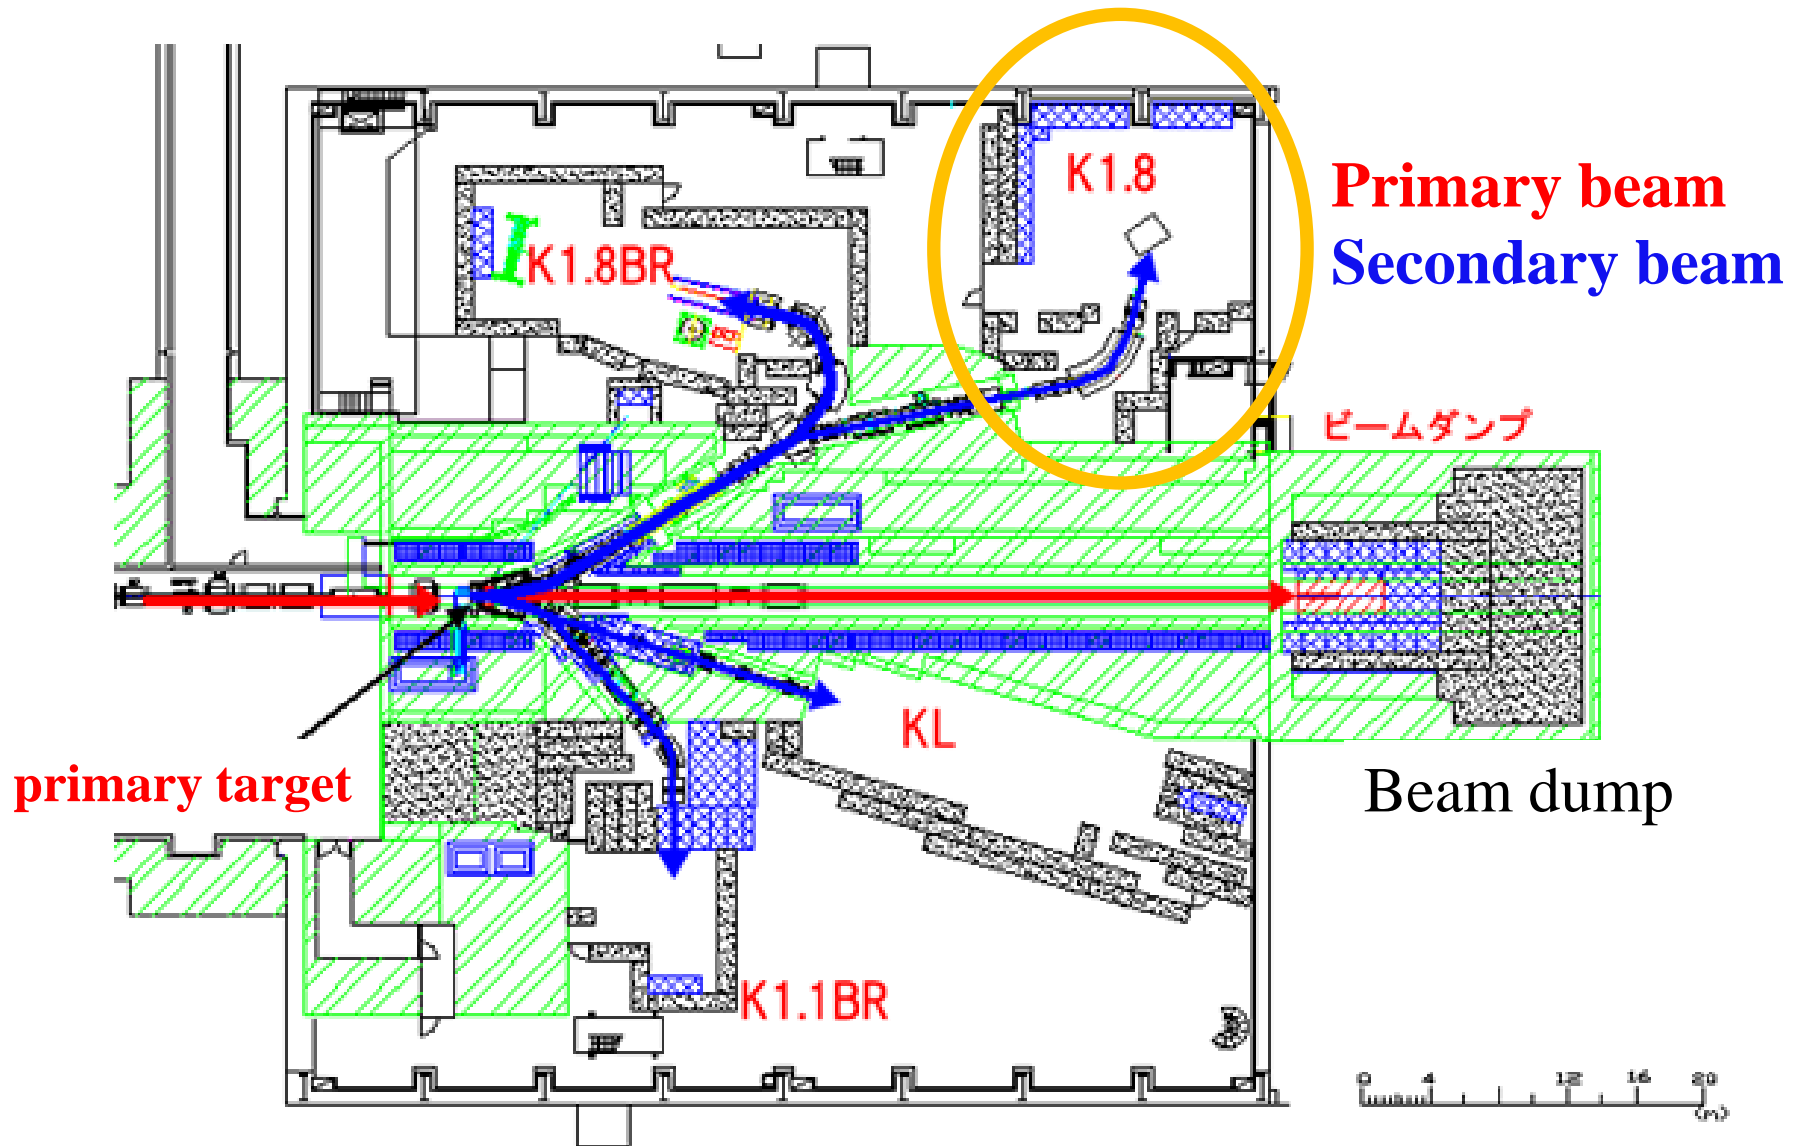 K1.8
Primary beam
K1.8BR
Secondary beam
ビームダンプ
KL
primary target
Beam dump
K1.1BR
0 4 12 16 20
(m)